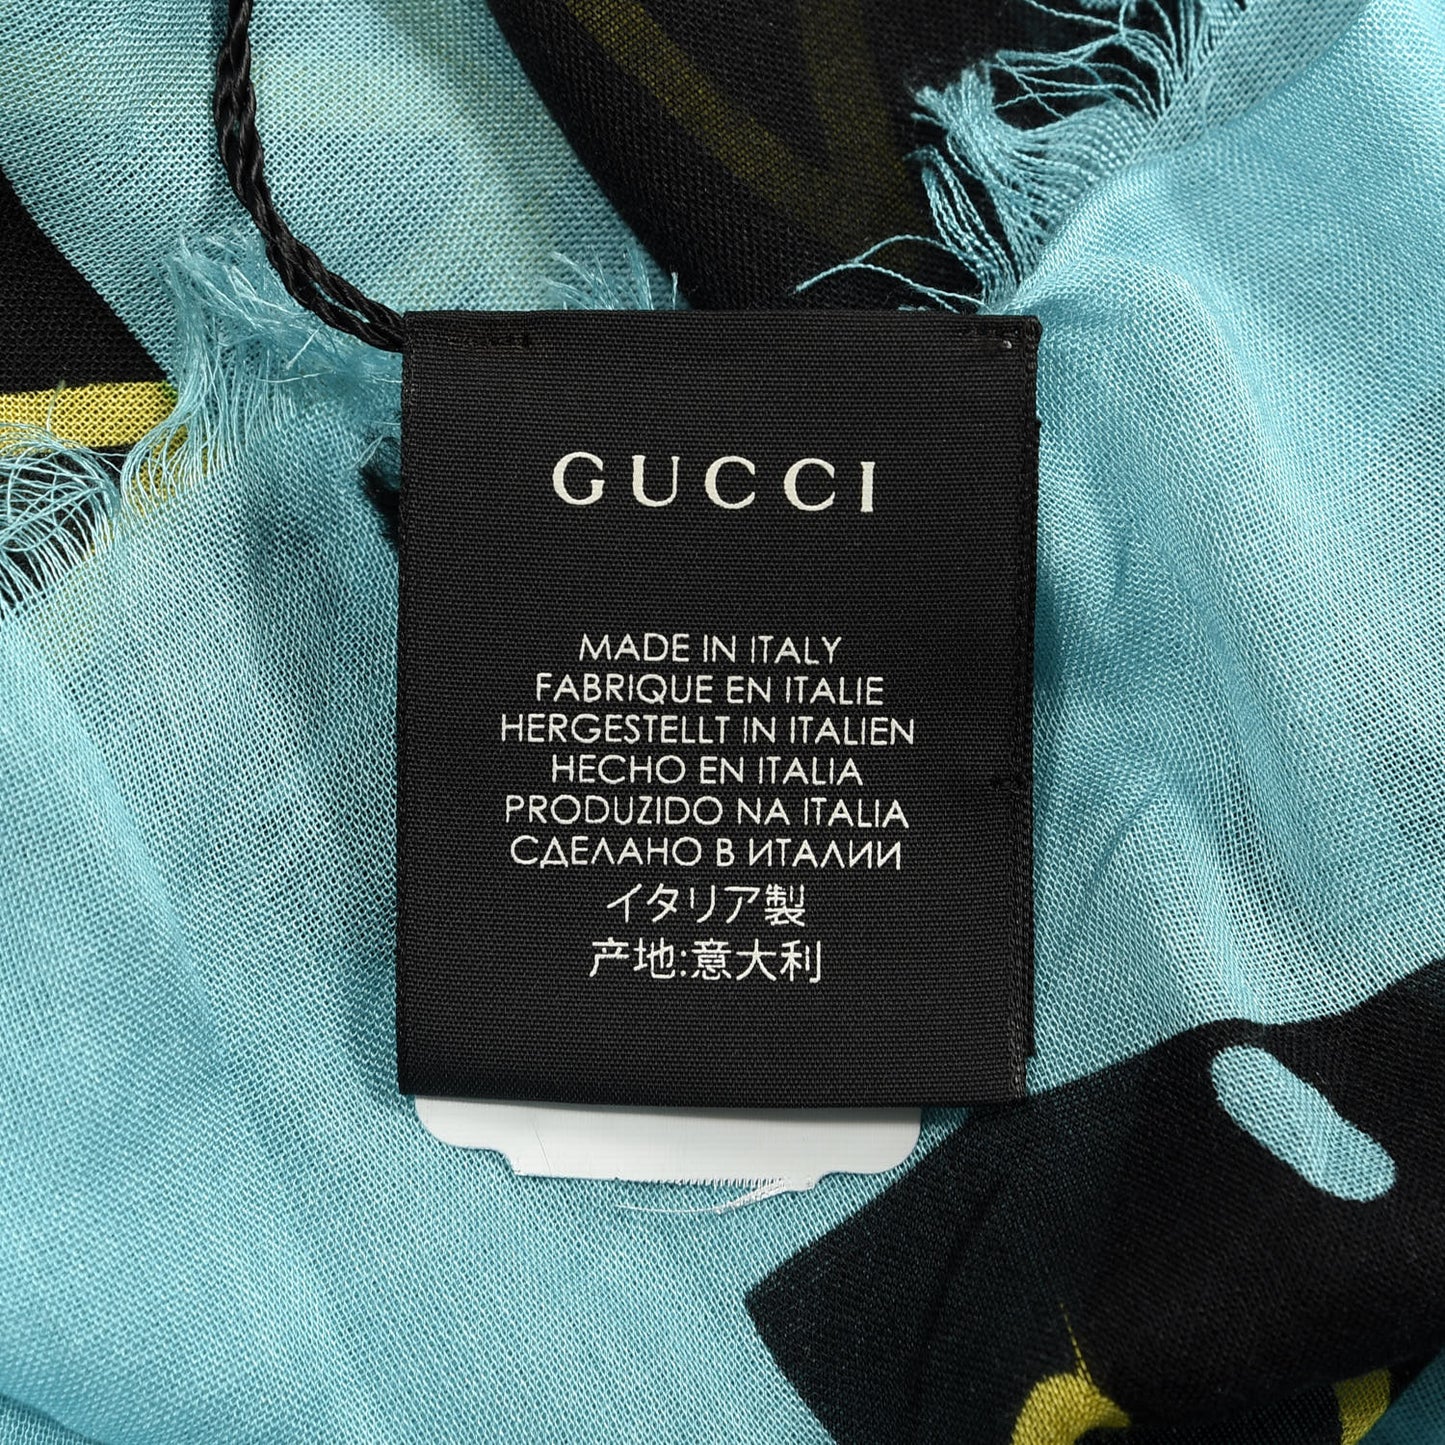 GUCCI
MADE IN ITALY
FABRIQUE EN ITALIE
HERGESTELLT IN ITALIEN
HECHO EN ITALIA
PRODUZIDO NA ITALIA
СДЕЛАНО В ИТАЛИИ
イタリア製
产地:意大利